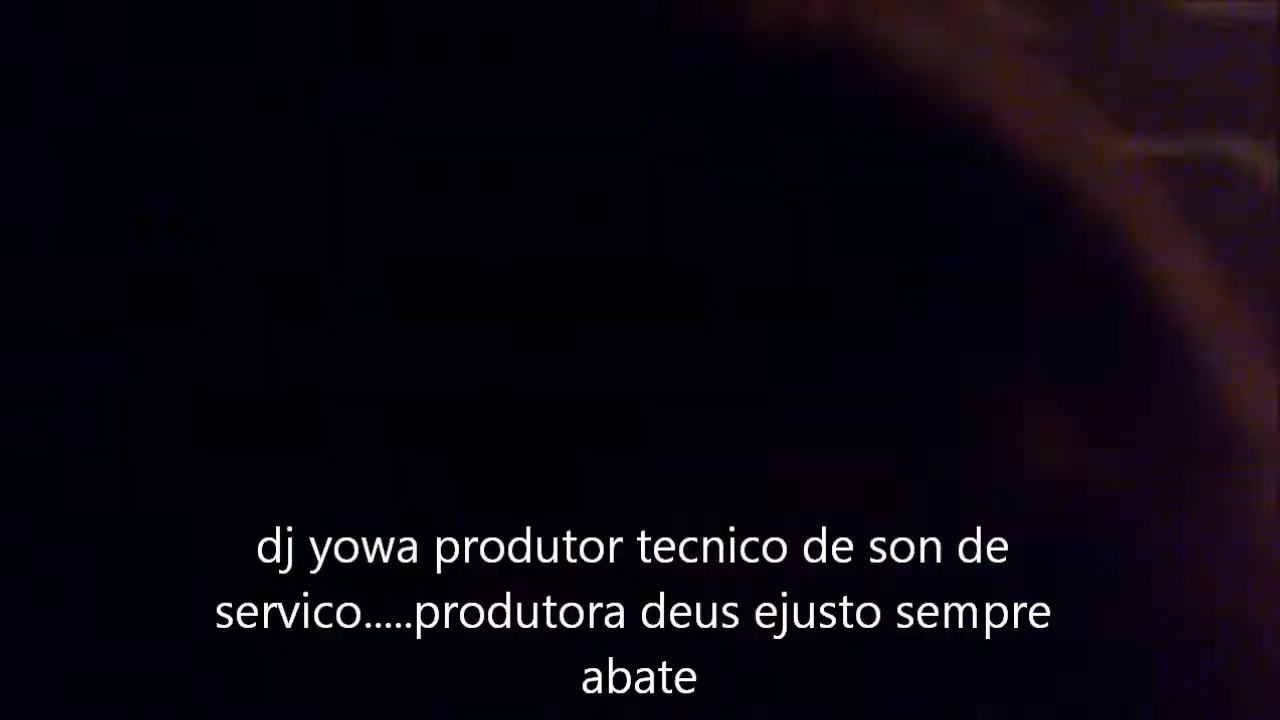 dj yowa produtor tecnico de son de
servico.....produtora deus ejusto sempre
abate